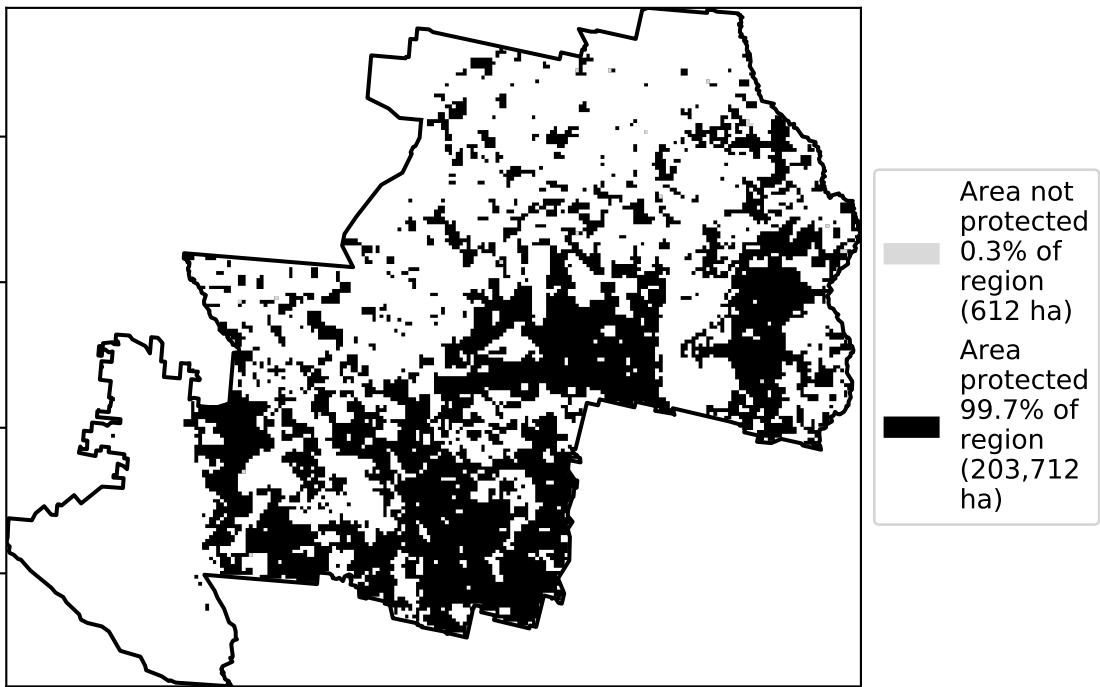 Area not
protected
0.3% of
region
(612 ha)
Area
protected
99.7% of
region
(203,712
ha)